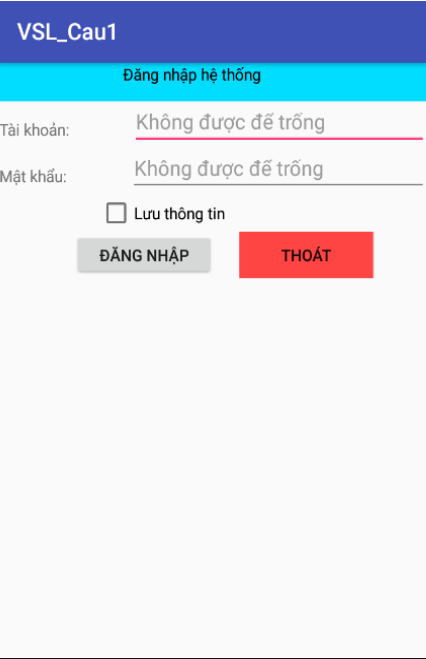 VSL_Cau1
Đăng nhập hệ thống
Tài khoản: Không được để trống
Mật khẩu: Không được để trống
Lưu thông tin
ĐĂNG NHẬP THOÁT